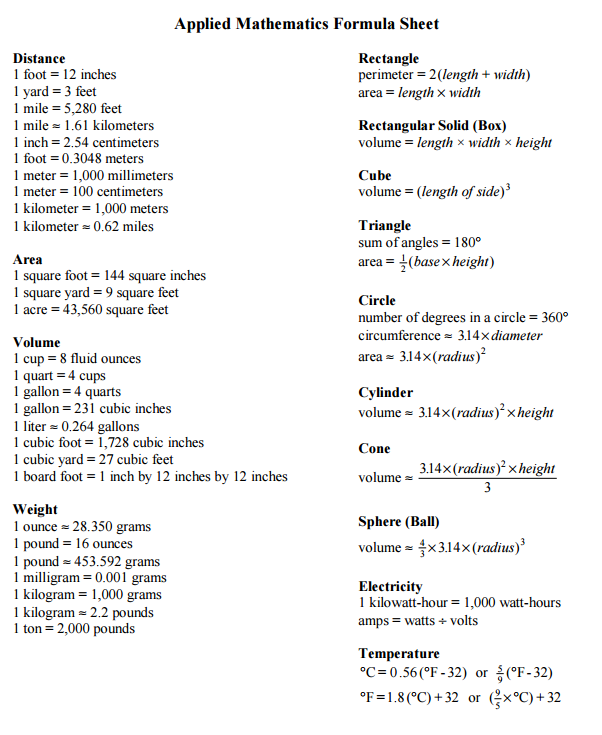 Applied Mathematics Formula Sheet
Distance
1 foot = 12 inches
1 yard = 3 feet
1 mile = 5,280 feet
1 mile ≈ 1.61 kilometers
1 inch = 2.54 centimeters
1 foot = 0.3048 meters
1 meter = 1,000 millimeters
1 meter = 100 centimeters
1 kilometer = 1,000 meters
1 kilometer ≈ 0.62 miles
Area
1 square foot = 144 square inches
1 square yard = 9 square feet
1 acre = 43,560 square feet
Volume
1 cup = 8 fluid ounces
1 quart = 4 cups
1 gallon = 4 quarts
1 gallon = 231 cubic inches
1 liter ≈ 0.264 gallons
1 cubic foot = 1,728 cubic inches
1 cubic yard = 27 cubic feet
1 board foot = 1 inch by 12 inches by 12 inches
Weight
1 ounce ≈ 28.350 grams
1 pound = 16 ounces
1 pound ≈ 453.592 grams
1 milligram = 0.001 grams
1 kilogram = 1,000 grams
1 kilogram ≈ 2.2 pounds
1 ton = 2,000 pounds
Rectangle
perimeter = 2(length + width)
area = length × width
Rectangular Solid (Box)
volume = length × width × height
Cube
volume = (length of side)³
Triangle
sum of angles = 180°
area = ½(base × height)
Circle
number of degrees in a circle = 360°
circumference ≈ 3.14 × diameter
area ≈ 3.14 × (radius)²
Cylinder
volume ≈ 3.14 × (radius)² × height
Cone
volume ≈ 3.14 × (radius)² × height / 3
Sphere (Ball)
volume ≈ 4/3 × 3.14 × (radius)³
Electricity
1 kilowatt-hour = 1,000 watt-hours
amps = watts ÷ volts
Temperature
°C = 0.56(°F - 32) or 5/9(°F - 32)
°F = 1.8(°C) + 32 or (9/5 × °C) + 32